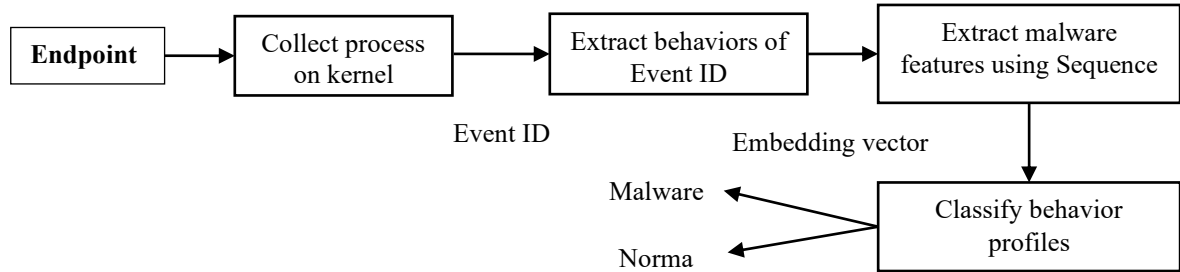 Endpoint
Collect process
on kernel
Extract behaviors of
Event ID
Extract malware
features using Sequence
Event ID
Embedding vector
Malware
Norma
Classify behavior
profiles